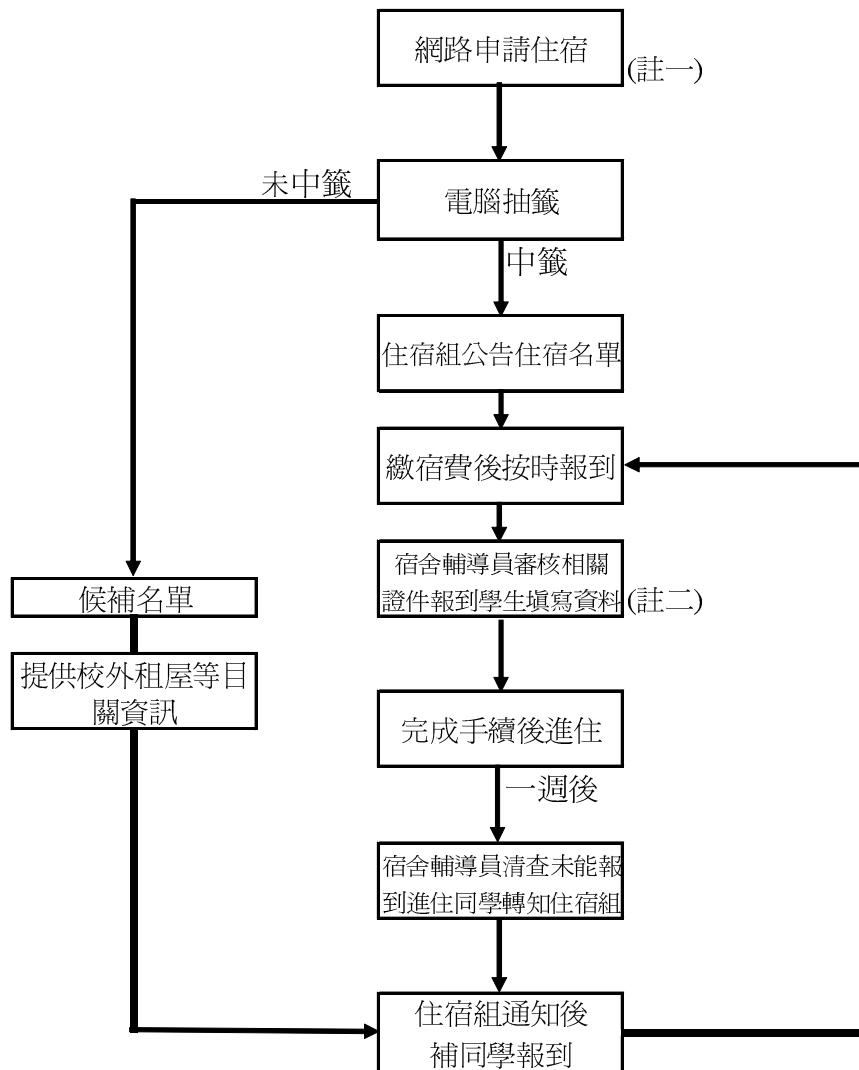 網路申請住宿
(註一)
電腦抽籤
未中籤
中籤
住宿組公告住宿名單
繳宿費後按時報到
宿舍輔導員審核相關
證件報到學生填寫資料
(註二)
候補名單
提供校外租屋等目
關資訊
完成手續後進住
一週後
宿舍輔導員清查未能報
到進住同學轉知住宿組
住宿組通知後
補同學報到